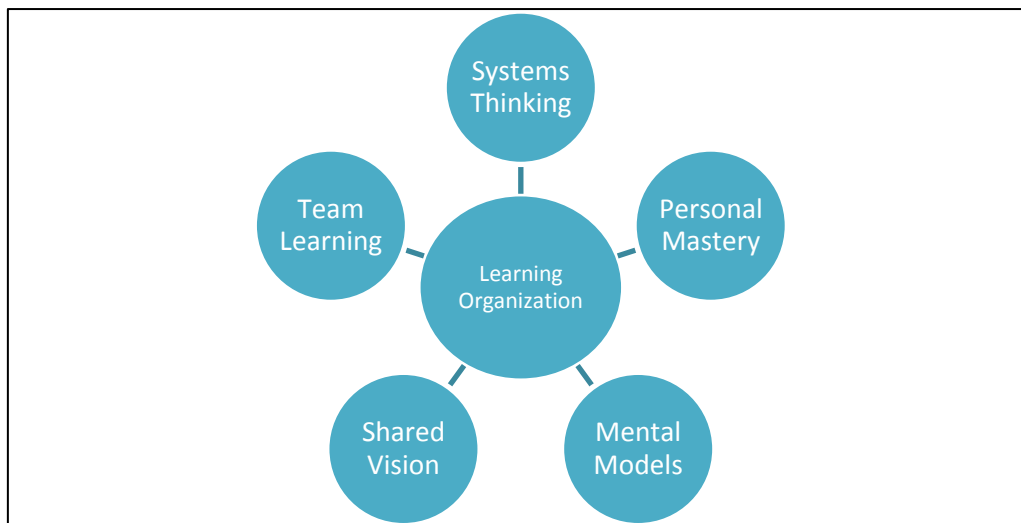 Systems
Thinking
Team
Learning
Personal
Mastery
Learning
Organization
Shared
Vision
Mental
Models